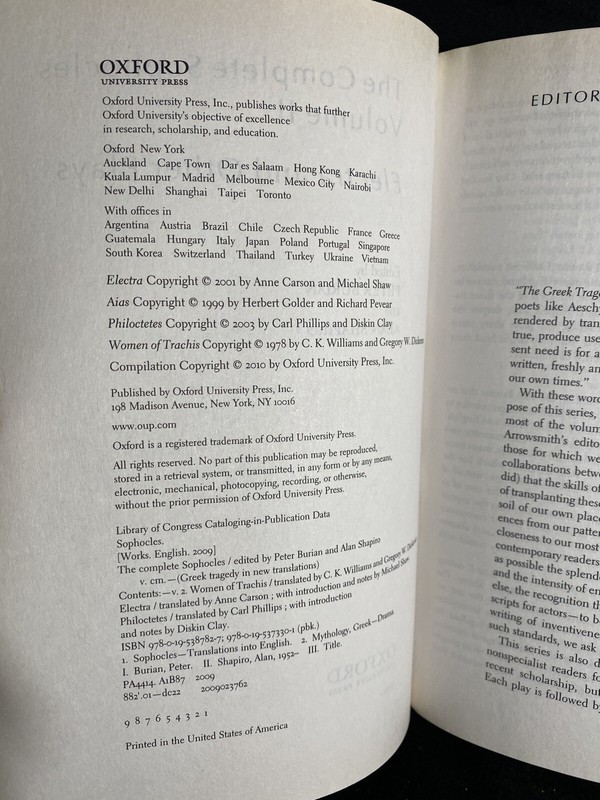 OXFORD
UNIVERSITY PRESS
Oxford University Press, Inc., publishes works that further
Oxford University's objective of excellence
in research, scholarship, and education.
Oxford New York
Auckland Cape Town Dar es Salaam Hong Kong Karachi
Kuala Lumpur Madrid Melbourne Mexico City Nairobi
New Delhi Shanghai Taipei Toronto
With offices in
Argentina Austria Brazil Chile Czech Republic France Greece
Guatemala Hungary Italy Japan Poland Portugal Singapore
South Korea Switzerland Thailand Turkey Ukraine Vietnam
Electra Copyright © 2001 by Anne Carson and Michael Shaw
Aias Copyright © 1999 by Herbert Golder and Richard Pevear
Philoctetes Copyright © 2003 by Carl Phillips and Diskin Clay
Women of Trachis Copyright © 1978 by C. K. Williams and Gregory W. Dickerson
Compilation Copyright © 2010 by Oxford University Press, Inc.
Published by Oxford University Press, Inc.
198 Madison Avenue, New York, NY 10016
www.oup.com
Oxford is a registered trademark of Oxford University Press.
All rights reserved. No part of this publication may be reproduced,
stored in a retrieval system, or transmitted, in any form or by any means,
electronic, mechanical, photocopying, recording, or otherwise,
without the prior permission of Oxford University Press.
Library of Congress Cataloging-in-Publication Data
Sophocles.
[Works. English. 2009]
The complete Sophocles / edited by Peter Burian and Alan Shapiro
v. cm.—(Greek tragedy in new translations)
Contents:—v. 2. Women of Trachis / translated by C. K. Williams and Gregory W. Dickerson
Electra / translated by Anne Carson ; with introduction and notes by Michael Shaw.
Philoctetes / translated by Carl Phillips ; with introduction
and notes by Diskin Clay.
ISBN 978-0-19-538782-7; 978-0-19-537330-1 (pbk.)
1. Sophocles—Translations into English. 2. Mythology, Greek—Drama
I. Burian, Peter. II. Shapiro, Alan, 1952– III. Title.
PA4414. A1B87 2009
882'.01—dc22 2009023762
9 8 7 6 5 4 3 2 1
Printed in the United States of America
EDITOR
"The Greek Trag
poets like Aesch
rendered by tran
true, produce use
sent need is for a
written, freshly an
our own times."
With these word
pose of this series,
most of the volum
Arrowsmith's edito
those for which we
collaborations betw
did) that the skills of
of transplanting these
soil of our own place
ences from our patter
closeness to our most
contemporary readers
as possible the splend
and the intensity of en
else, the recognition th
scripts for actors—to b
writing of inventivene
such standards, we ask
This series is also d
nonspecialist readers fo
recent scholarship, but
Each play is followed b